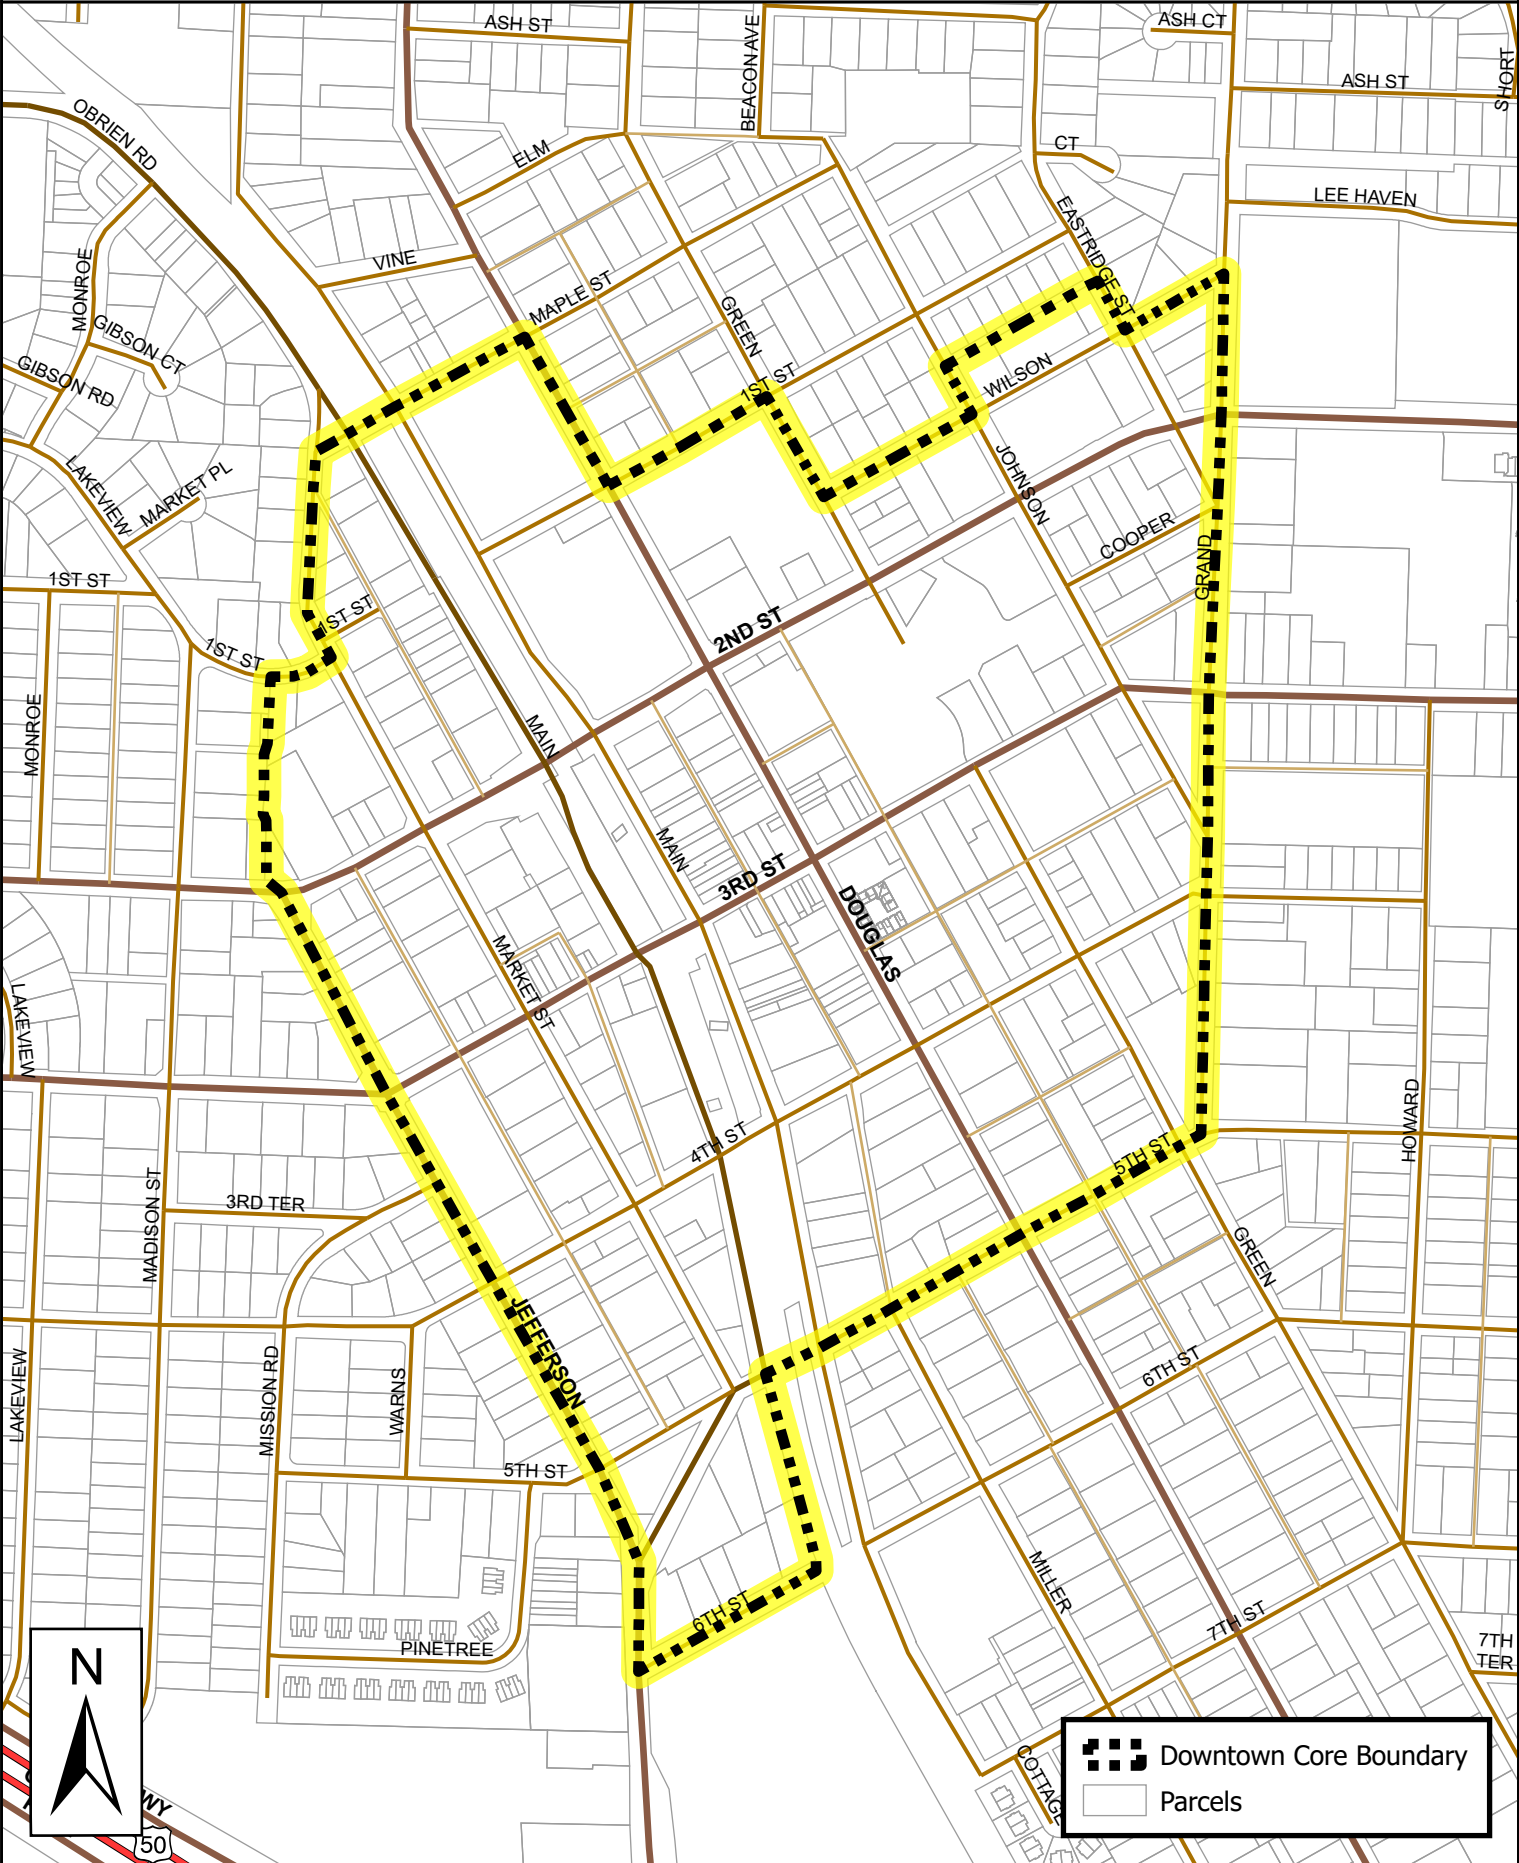 ASH ST
BEACON AVE
ASH CT
ASH ST
SHORT
OBRIEN RD
ELM
CT
LEE HAVEN
EASTRIDGE ST
VINE
MONROE
MAPLE ST
GREEN
GIBSON CT
GIBSON RD
1ST ST
WILSON
JOHNSON
LAKEVIEW
MARKET PL
COOPER
GRAND
1ST ST
1ST ST
1ST ST
2ND ST
MONROE
MAIN
MAIN
3RD ST
DOUGLAS
MARKET ST
LAKEVIEW
HOWARD
4TH ST
5TH ST
MADISON ST
3RD TER
GREEN
JEFFERSON
LAKEVIEW
MISSION RD
WARNS
6TH ST
5TH ST
MILLER
6TH ST
7TH ST
PINETREE
7TH
TER
N
COTTAGE
WY
50
Downtown Core Boundary
Parcels